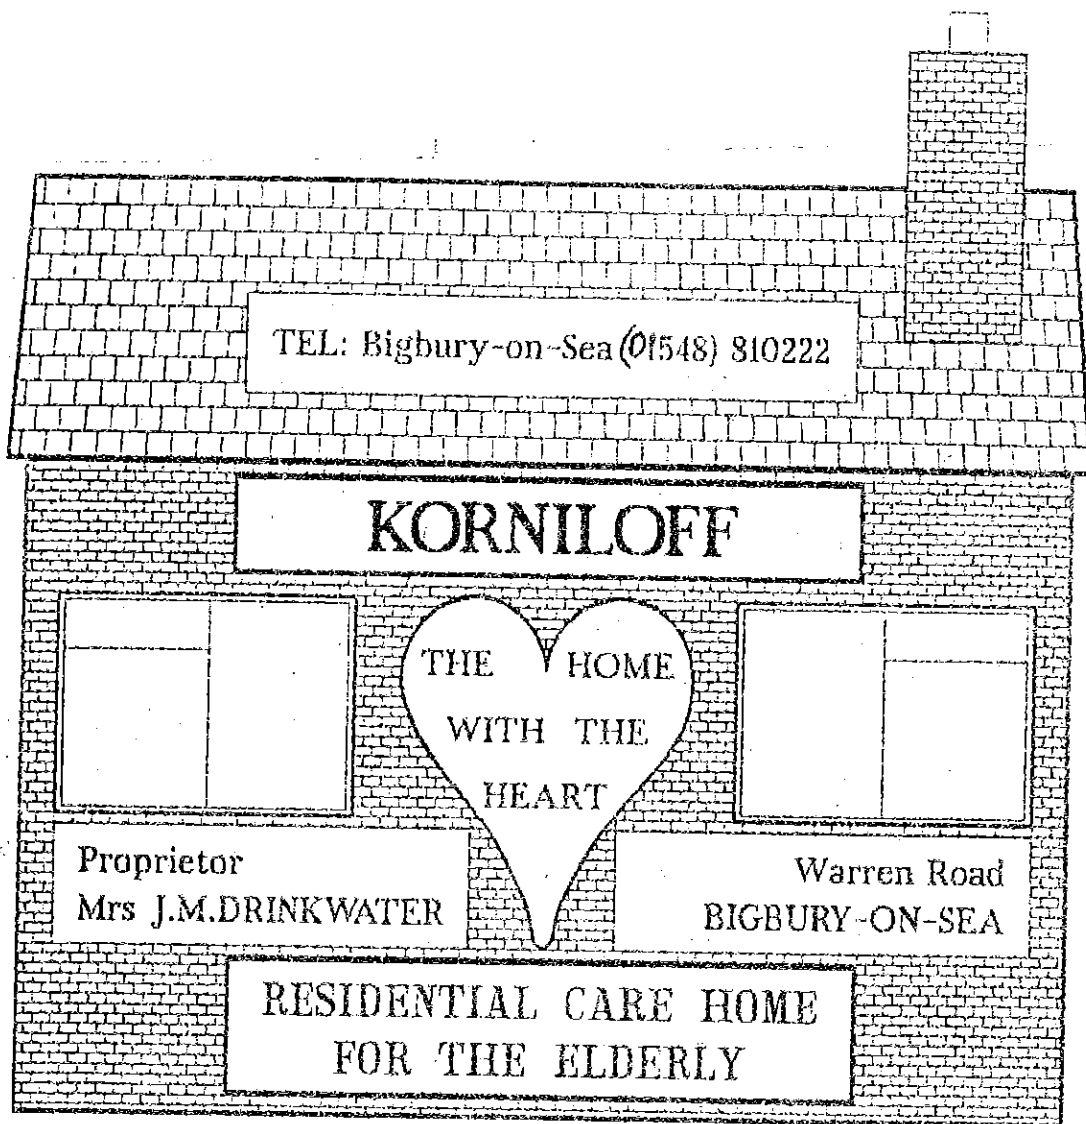 TEL: Bigbury-on-Sea (01548) 810222
KORNILOFF
THE HOME
WITH THE
HEART
Proprietor
Mrs J.M.DRINKWATER
Warren Road
BIGBURY-ON-SEA
RESIDENTIAL CARE HOME
FOR THE ELDERLY